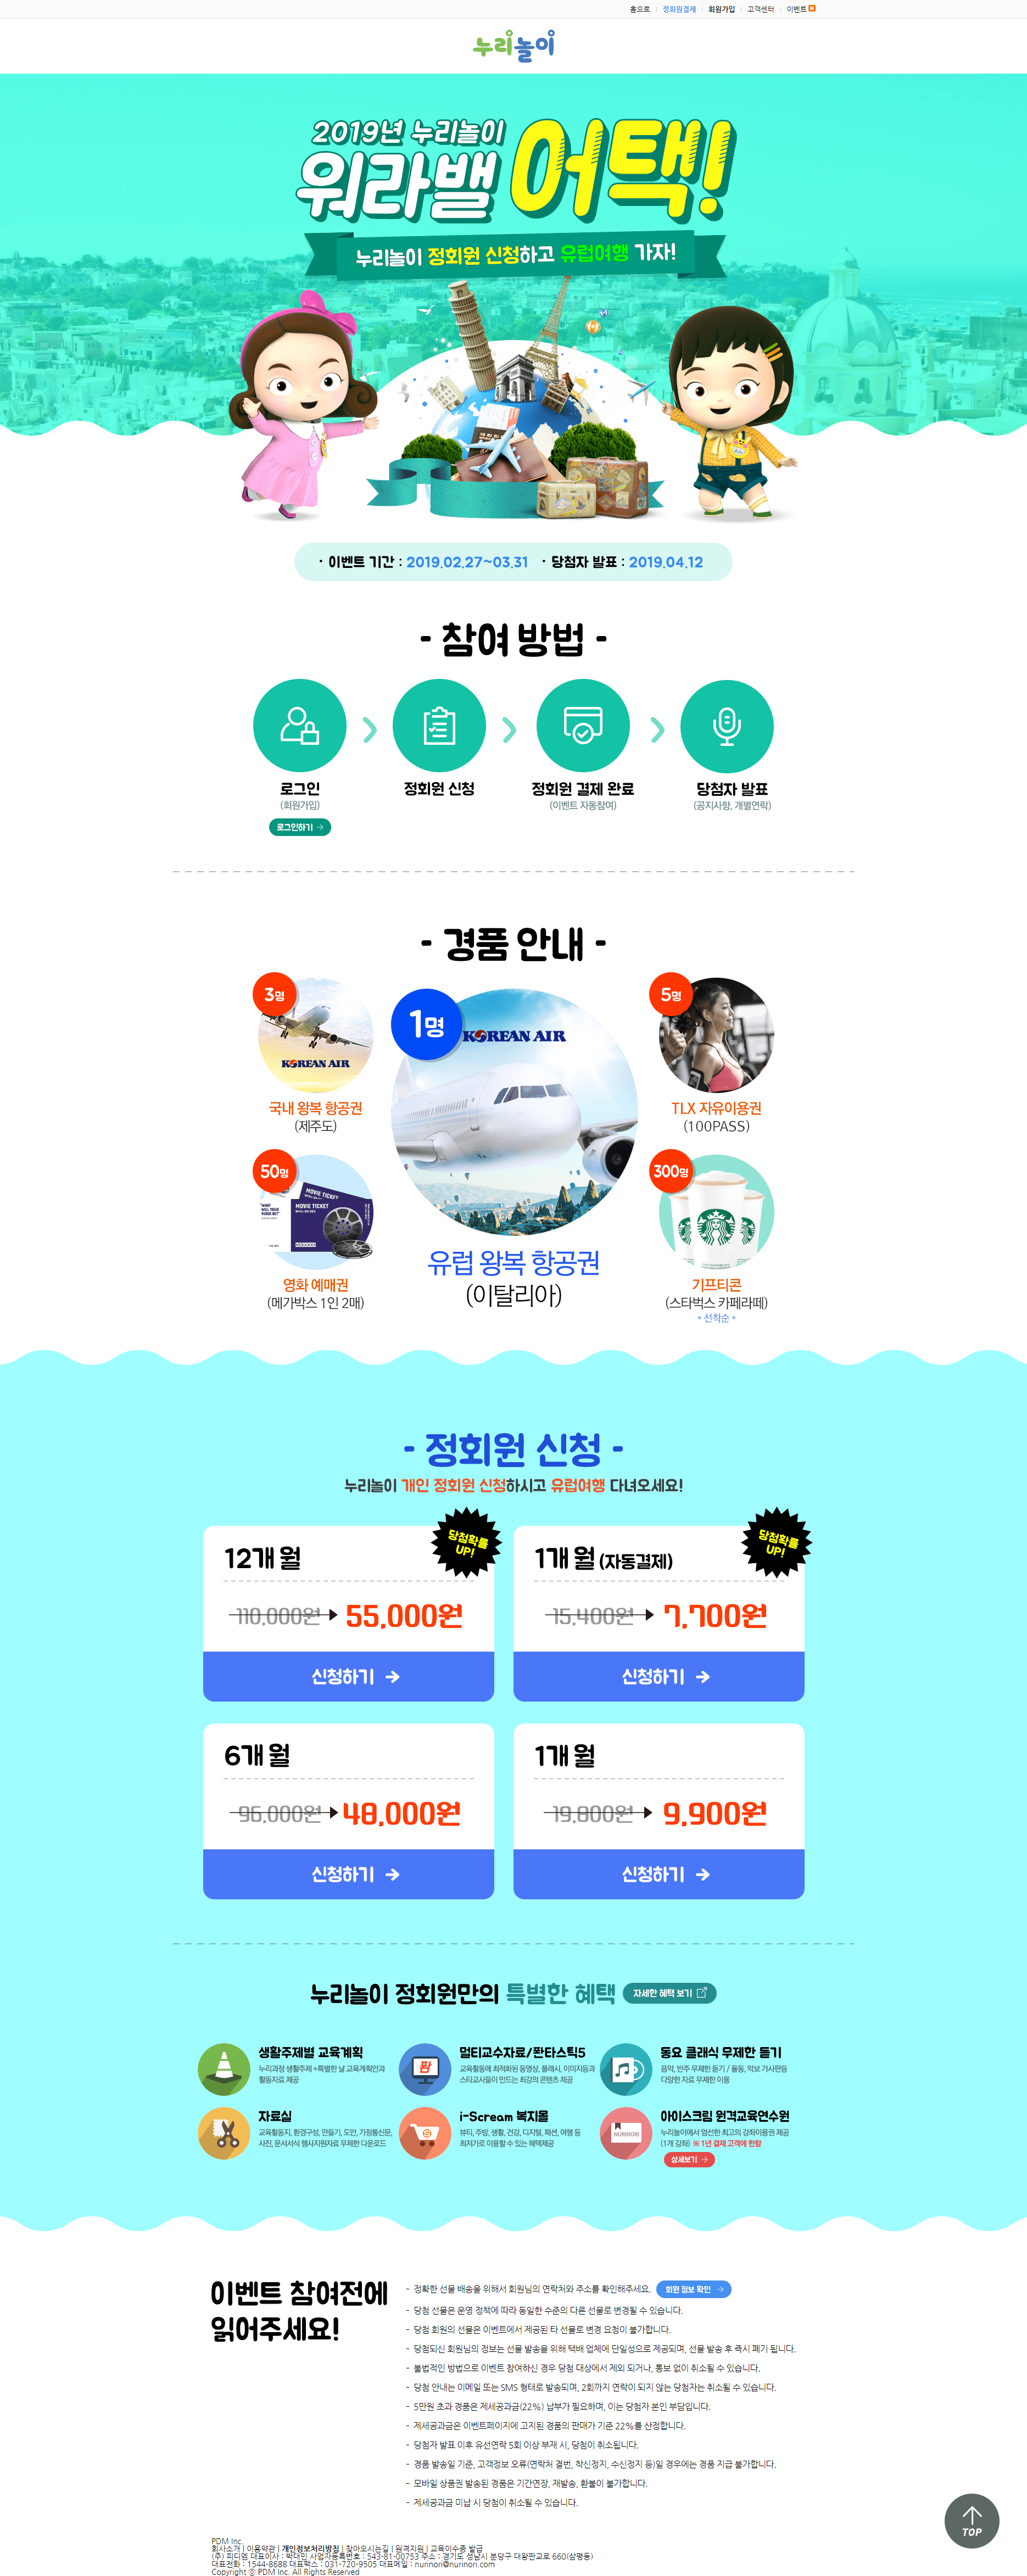 홈으로 | 정회원결제 | 회원가입 | 고객센터 | 이벤트 N
누리놀이
2019년 누리놀이
워라밸 어택!
누리놀이 정회원 신청하고 유럽여행 가자!
· 이벤트 기간 : 2019.02.27~03.31 · 당첨자 발표 : 2019.04.12
- 참여 방법 -
로그인
(회원가입)
로그인하기 →
정회원 신청
정회원 결제 완료
(이벤트 자동참여)
당첨자 발표
(공지사항, 개별연락)
- 경품 안내 -
3명
KOREAN AIR
국내 왕복 항공권
(제주도)
1명
KOREAN AIR
유럽 왕복 항공권
(이탈리아)
5명
TLX 자유이용권
(100PASS)
50명
MOVIE TICKET
MOVIE TICKET
영화 예매권
(메가박스 1인 2매)
300명
기프티콘
(스타벅스 카페라떼)
* 선착순 *
- 정회원 신청 -
누리놀이 개인 정회원 신청하시고 유럽여행 다녀오세요!
12개월
당첨확률
UP!
110,000원 55,000원
신청하기 →
1개월 (자동결제)
당첨확률
UP!
15,400원 7,700원
신청하기 →
6개월
96,000원 48,000원
신청하기 →
1개월
19,800원 9,900원
신청하기 →
누리놀이 정회원만의 특별한 혜택 자세한 혜택 보기
생활주제별 교육계획
누리과정 생활주제 +특별한 날 교육계획안과
활동자료 제공
판
멀티교수자료/짠타스틱5
교육활동에 최적화된 동영상, 플래시, 이미지등과
스타교사들이 만드는 최강의 콘텐츠 제공
동요 클래식 무제한 듣기
음악, 반주 무제한 듣기 / 율동, 악보 가사판등
다양한 자료 무제한 이용
자료실
교육활동지, 환경구성, 만들기, 도안, 가정통신문,
사진, 문서서식 행사지원자료 무제한 다운로드
i-Scream 복지몰
뷰티, 주방, 생활, 건강, 디지털, 패션, 여행 등
최저가로 이용할 수 있는 혜택제공
NURINORI
아이스크림 원격교육연수원
누리놀이에서 엄선한 최고의 강좌이용권 제공
(1개 강좌) ※ 1년 결제 고객에 한함
상세보기 →
이벤트 참여전에
읽어주세요!
- 정확한 선물 배송을 위해서 회원님의 연락처와 주소를 확인해주세요. 회원 정보 확인 →
- 당첨 선물은 운영 정책에 따라 동일한 수준의 다른 선물로 변경될 수 있습니다.
- 당첨 회원의 선물은 이벤트에서 제공된 타 선물로 변경 요청이 불가합니다.
- 당첨되신 회원님의 정보는 선물 발송을 위해 택배 업체에 단일성으로 제공되며, 선물 발송 후 즉시 폐기 됩니다.
- 불법적인 방법으로 이벤트 참여하신 경우 당첨 대상에서 제외 되거나, 통보 없이 취소될 수 있습니다.
- 당첨 안내는 이메일 또는 SMS 형태로 발송되며, 2회까지 연락이 되지 않는 당첨자는 취소될 수 있습니다.
- 5만원 초과 경품은 제세공과금(22%) 납부가 필요하며, 이는 당첨자 본인 부담입니다.
- 제세공과금은 이벤트페이지에 고지된 경품의 판매가 기준 22%를 산정합니다.
- 당첨자 발표 이후 유선연락 5회 이상 부재 시, 당첨이 취소됩니다.
- 경품 발송일 기준, 고객정보 오류(연락처 결번, 착신정지, 수신정지 등)일 경우에는 경품 지급 불가합니다.
- 모바일 상품권 발송된 경품은 기간연장, 재발송, 환불이 불가합니다.
- 제세공과금 미납 시 당첨이 취소될 수 있습니다.
TOP
PDM Inc.
회사소개 | 이용약관 | 개인정보처리방침 | 찾아오시는길 | 원격지원 | 교육이수증 발급
(주) 피디엠 대표이사 : 박대민 사업자등록번호 : 543-81-00753 주소 : 경기도 성남시 분당구 대왕판교로 660(삼평동)
대표전화 : 1544-8688 대표팩스 : 031-720-9505 대표메일 : nurinori@nurinori.com
Copyright ⓒ PDM Inc. All Rights Reserved